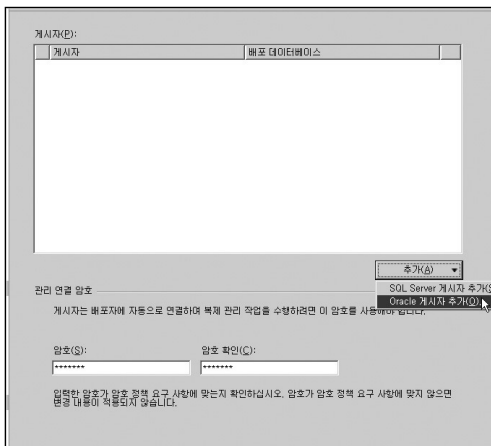 게시자(P):
게시자 배포 데이터베이스
추가(A)
SQL Server 게시자 추가(S
Oracle 게시자 추가(O)
관리 연결 암호
게시자는 배포자에 자동으로 연결하며 복제 관리 작업을 수행하려면 이 암호를 사용해야 합니다.
암호(S): 암호 확인(C):
******* *******
입력한 암호가 암호 정책 요구 사항에 맞는지 확인하십시오. 암호가 암호 정책 요구 사항에 맞지 않으면
변경 내용이 적용되지 않습니다.